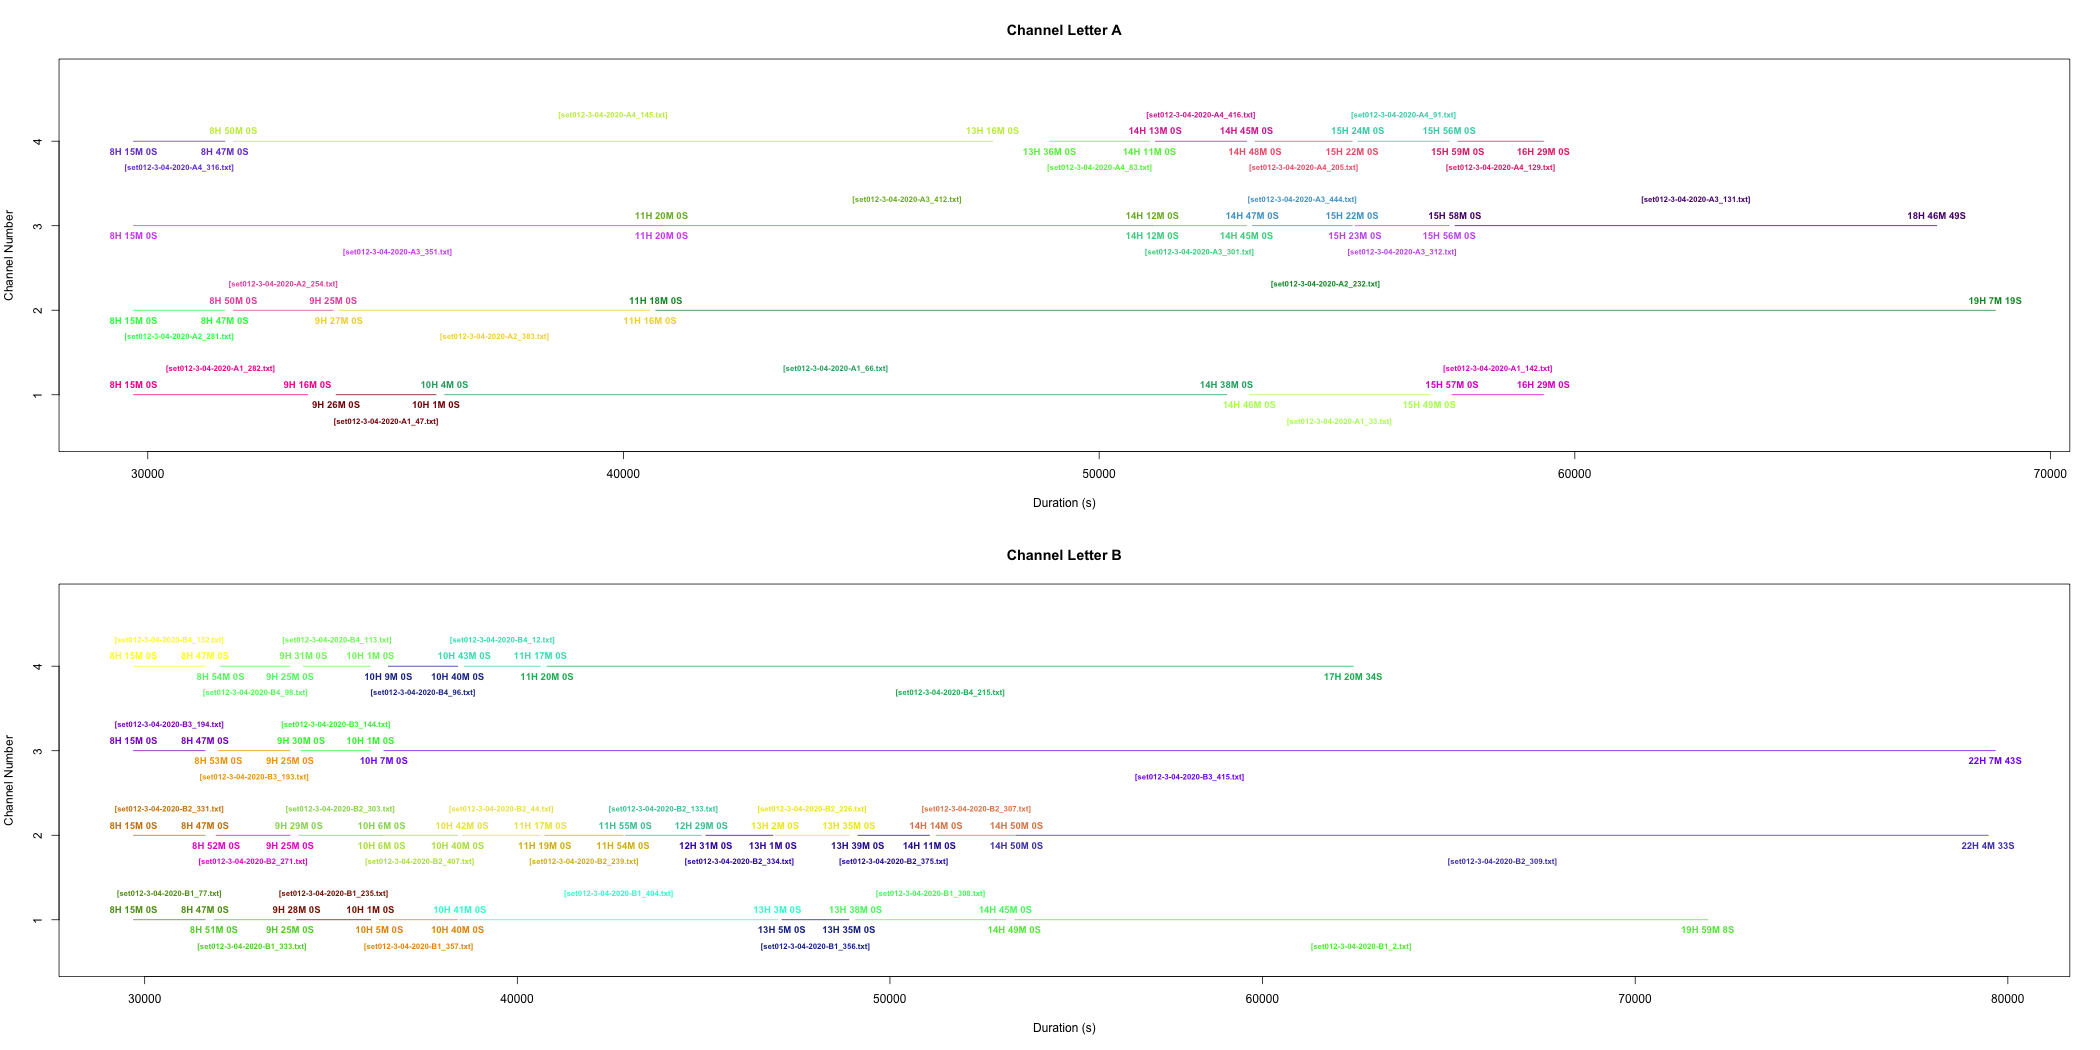 Channel Letter A
[set012-3-04-2020-A4_145.txt] [set012-3-04-2020-A4_416.txt] [set012-3-04-2020-A4_91.txt]
8H 50M 0S 13H 16M 0S 14H 13M 0S 14H 45M 0S 15H 24M 0S 15H 56M 0S
4
8H 15M 0S 8H 47M 0S 13H 36M 0S 14H 11M 0S 14H 48M 0S 15H 22M 0S 15H 59M 0S 16H 29M 0S
[set012-3-04-2020-A4_316.txt] [set012-3-04-2020-A4_83.txt] [set012-3-04-2020-A4_205.txt] [set012-3-04-2020-A4_129.txt]
[set012-3-04-2020-A3_412.txt] [set012-3-04-2020-A3_444.txt] [set012-3-04-2020-A3_131.txt]
11H 20M 0S 14H 12M 0S 14H 47M 0S 15H 22M 0S 15H 58M 0S 18H 46M 49S
3
8H 15M 0S 11H 20M 0S 14H 12M 0S 14H 45M 0S 15H 23M 0S 15H 56M 0S
[set012-3-04-2020-A3_351.txt] [set012-3-04-2020-A3_301.txt] [set012-3-04-2020-A3_312.txt]
Channel Number
[set012-3-04-2020-A2_254.txt] [set012-3-04-2020-A2_232.txt]
8H 50M 0S 9H 25M 0S 11H 18M 0S 19H 7M 19S
2
8H 15M 0S 8H 47M 0S 9H 27M 0S 11H 16M 0S
[set012-3-04-2020-A2_281.txt] [set012-3-04-2020-A2_383.txt]
[set012-3-04-2020-A1_282.txt] [set012-3-04-2020-A1_66.txt] [set012-3-04-2020-A1_142.txt]
8H 15M 0S 9H 16M 0S 10H 4M 0S 14H 38M 0S 15H 57M 0S 16H 29M 0S
1
9H 26M 0S 10H 1M 0S 14H 46M 0S 15H 49M 0S
[set012-3-04-2020-A1_47.txt] [set012-3-04-2020-A1_33.txt]
30000 40000 50000 60000 70000
Duration (s)
Channel Letter B
[set012-3-04-2020-B4_132.txt] [set012-3-04-2020-B4_113.txt] [set012-3-04-2020-B4_12.txt]
8H 15M 0S 8H 47M 0S 9H 31M 0S 10H 1M 0S 10H 43M 0S 11H 17M 0S
4
8H 54M 0S 9H 25M 0S 10H 9M 0S 10H 40M 0S 11H 20M 0S 17H 20M 34S
[set012-3-04-2020-B4_98.txt] [set012-3-04-2020-B4_96.txt] [set012-3-04-2020-B4_215.txt]
[set012-3-04-2020-B3_194.txt] [set012-3-04-2020-B3_144.txt]
8H 15M 0S 8H 47M 0S 9H 30M 0S 10H 1M 0S
3
8H 53M 0S 9H 25M 0S 10H 7M 0S 22H 7M 43S
[set012-3-04-2020-B3_193.txt] [set012-3-04-2020-B3_415.txt]
Channel Number
[set012-3-04-2020-B2_331.txt] [set012-3-04-2020-B2_303.txt] [set012-3-04-2020-B2_44.txt] [set012-3-04-2020-B2_133.txt] [set012-3-04-2020-B2_226.txt] [set012-3-04-2020-B2_307.txt]
8H 15M 0S 8H 47M 0S 9H 29M 0S 10H 6M 0S 10H 42M 0S 11H 17M 0S 11H 55M 0S 12H 29M 0S 13H 2M 0S 13H 35M 0S 14H 14M 0S 14H 50M 0S
2
8H 52M 0S 9H 25M 0S 10H 6M 0S 10H 40M 0S 11H 19M 0S 11H 54M 0S 12H 31M 0S 13H 1M 0S 13H 39M 0S 14H 11M 0S 14H 50M 0S 22H 4M 33S
[set012-3-04-2020-B2_271.txt] [set012-3-04-2020-B2_407.txt] [set012-3-04-2020-B2_239.txt] [set012-3-04-2020-B2_334.txt] [set012-3-04-2020-B2_375.txt] [set012-3-04-2020-B2_309.txt]
[set012-3-04-2020-B1_77.txt] [set012-3-04-2020-B1_235.txt] [set012-3-04-2020-B1_404.txt] [set012-3-04-2020-B1_308.txt]
8H 15M 0S 8H 47M 0S 9H 28M 0S 10H 1M 0S 10H 41M 0S 13H 3M 0S 13H 38M 0S 14H 45M 0S
1
8H 51M 0S 9H 25M 0S 10H 5M 0S 10H 40M 0S 13H 5M 0S 13H 35M 0S 14H 49M 0S 19H 59M 8S
[set012-3-04-2020-B1_333.txt] [set012-3-04-2020-B1_357.txt] [set012-3-04-2020-B1_356.txt] [set012-3-04-2020-B1_2.txt]
30000 40000 50000 60000 70000 80000
Duration (s)